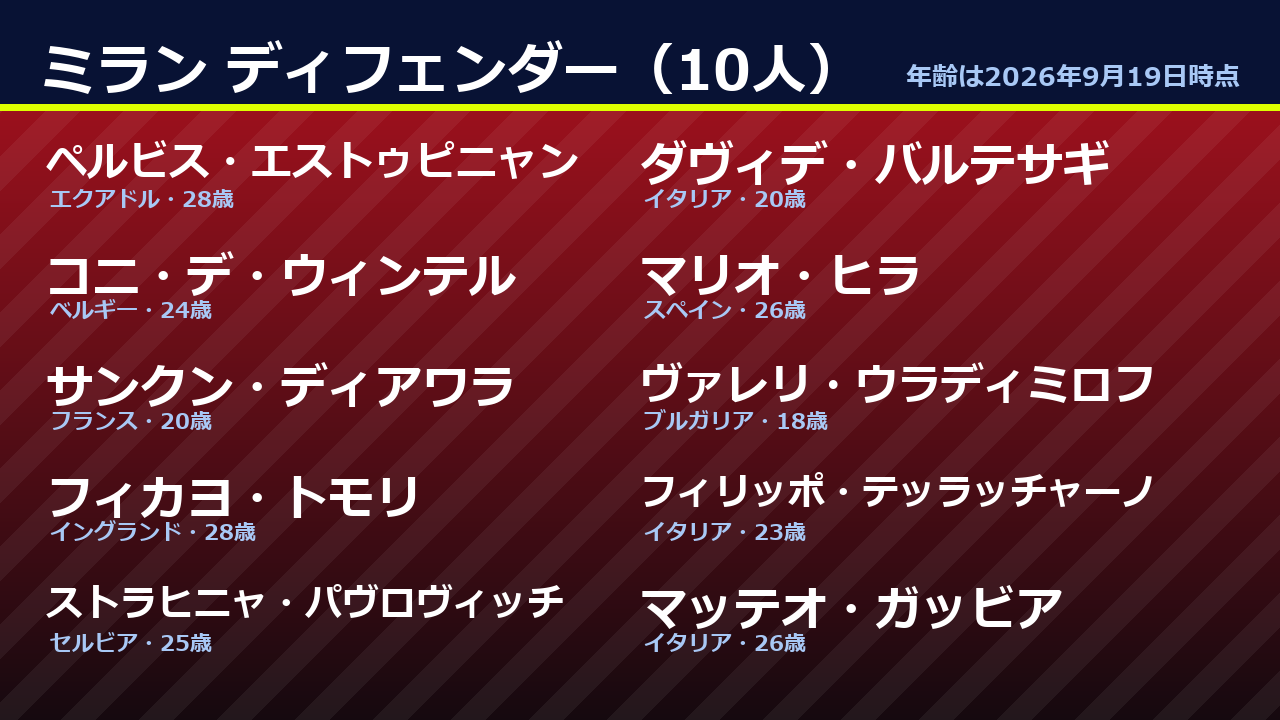 ミラン ディフェンダー（10人）
年齢は2026年9月19日時点
ペルビス・エストゥピニャン
エクアドル・28歳
ダヴィデ・バルテサギ
イタリア・20歳
コニ・デ・ウィンテル
ベルギー・24歳
マリオ・ヒラ
スペイン・26歳
サンクン・ディアワラ
フランス・20歳
ヴァレリ・ウラディミロフ
ブルガリア・18歳
フィカヨ・トモリ
イングランド・28歳
フィリッポ・テッラッチャーノ
イタリア・23歳
ストラヒニャ・パヴロヴィッチ
セルビア・25歳
マッテオ・ガッビア
イタリア・26歳